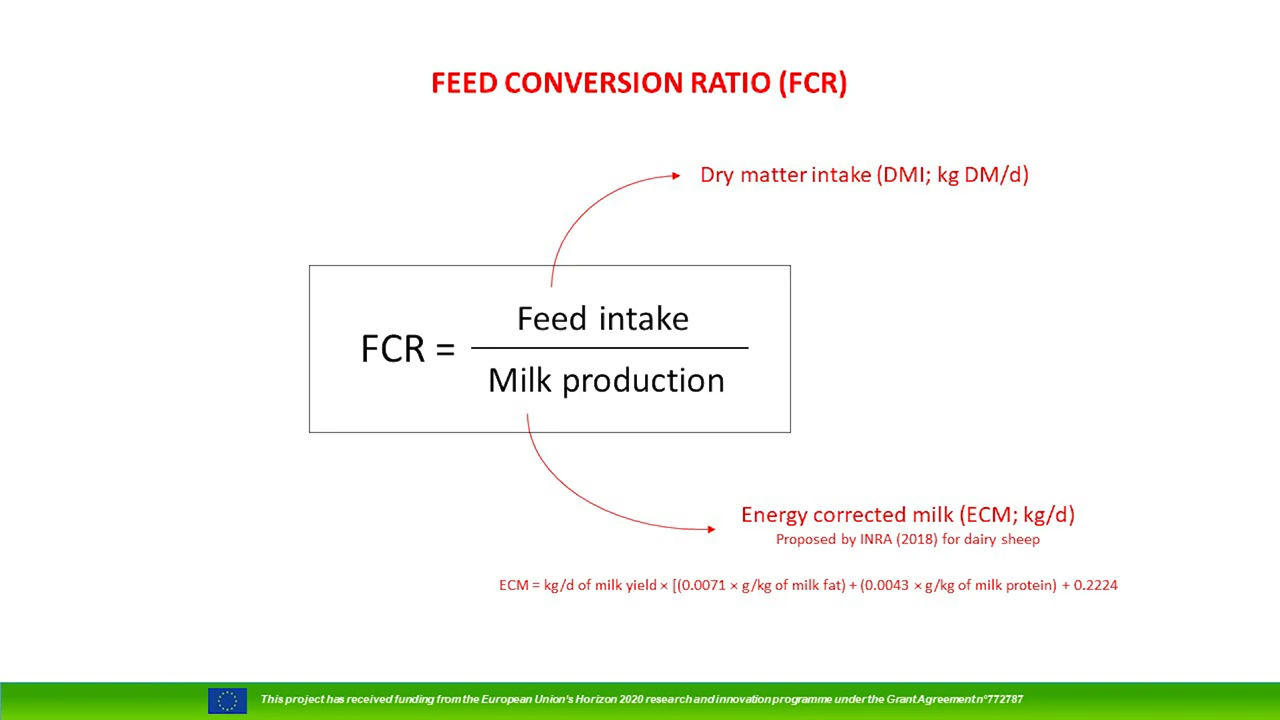 FEED CONVERSION RATIO (FCR)
Dry matter intake (DMI; kg DM/d)
FCR =
Feed intake
Milk production
Energy corrected milk (ECM; kg/d)
Proposed by INRA (2018) for dairy sheep
ECM = kg/d of milk yield × [(0.0071 × g/kg of milk fat) + (0.0043 × g/kg of milk protein) + 0.2224
This project has received funding from the European Union's Horizon 2020 research and innovation programme under the Grant Agreement n°772787